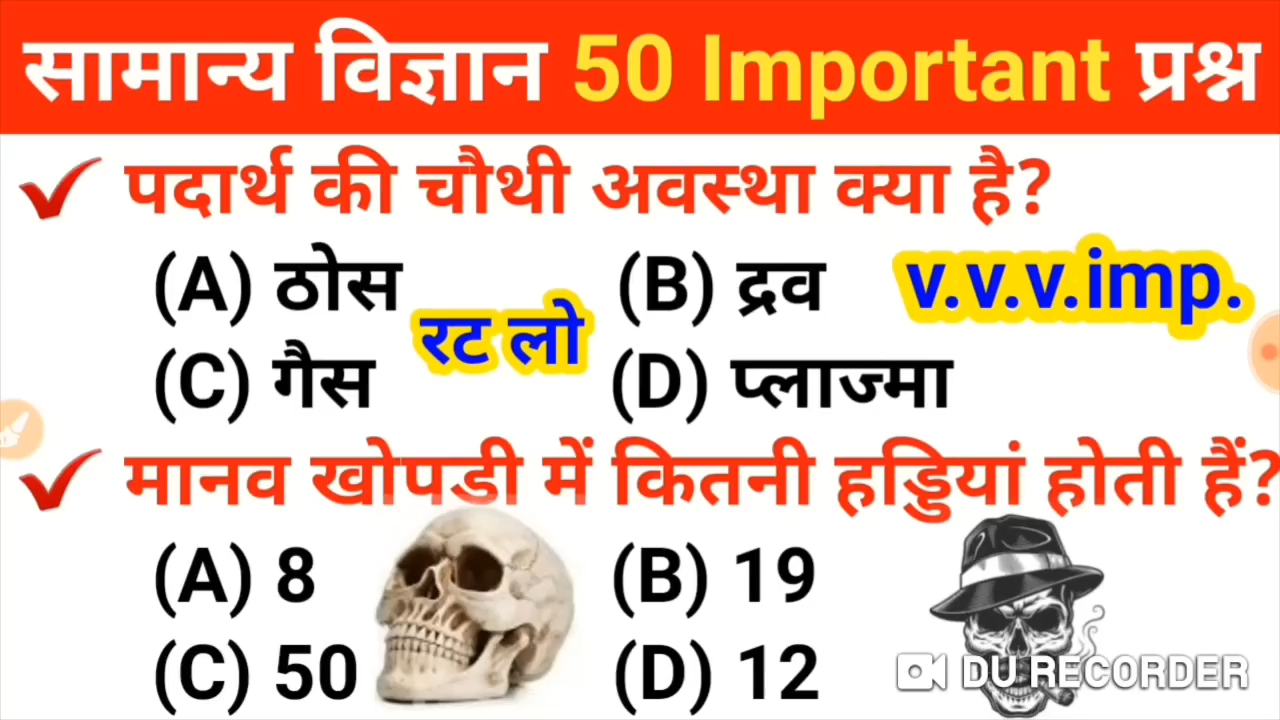 सामान्य विज्ञान 50 Important प्रश्न
पदार्थ की चौथी अवस्था क्या है?
(A) ठोस (B) द्रव v.v.v.imp.
रट लो
(C) गैस (D) प्लाज्मा
मानव खोपड़ी में कितनी हड्डियां होती हैं?
(A) 8 (B) 19
(C) 50 (D) 12
DU RECORDER